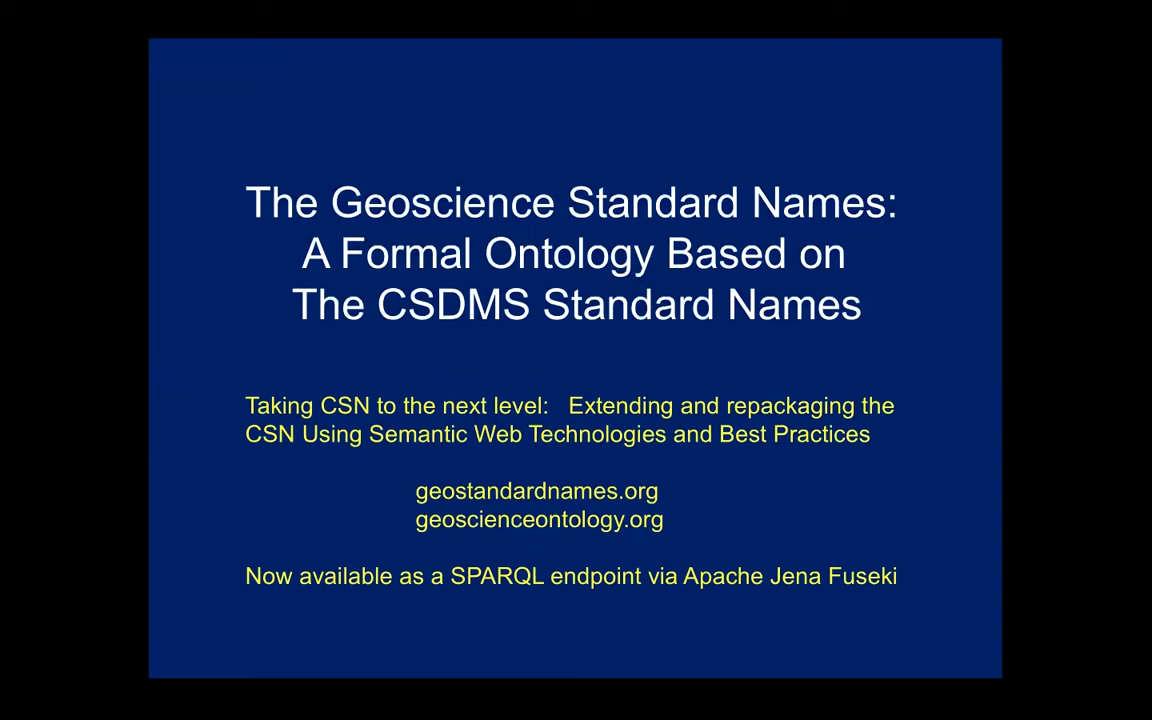 The Geoscience Standard Names:
A Formal Ontology Based on
The CSDMS Standard Names
Taking CSN to the next level: Extending and repackaging the
CSN Using Semantic Web Technologies and Best Practices
geostandardnames.org
geoscienceontology.org
Now available as a SPARQL endpoint via Apache Jena Fuseki